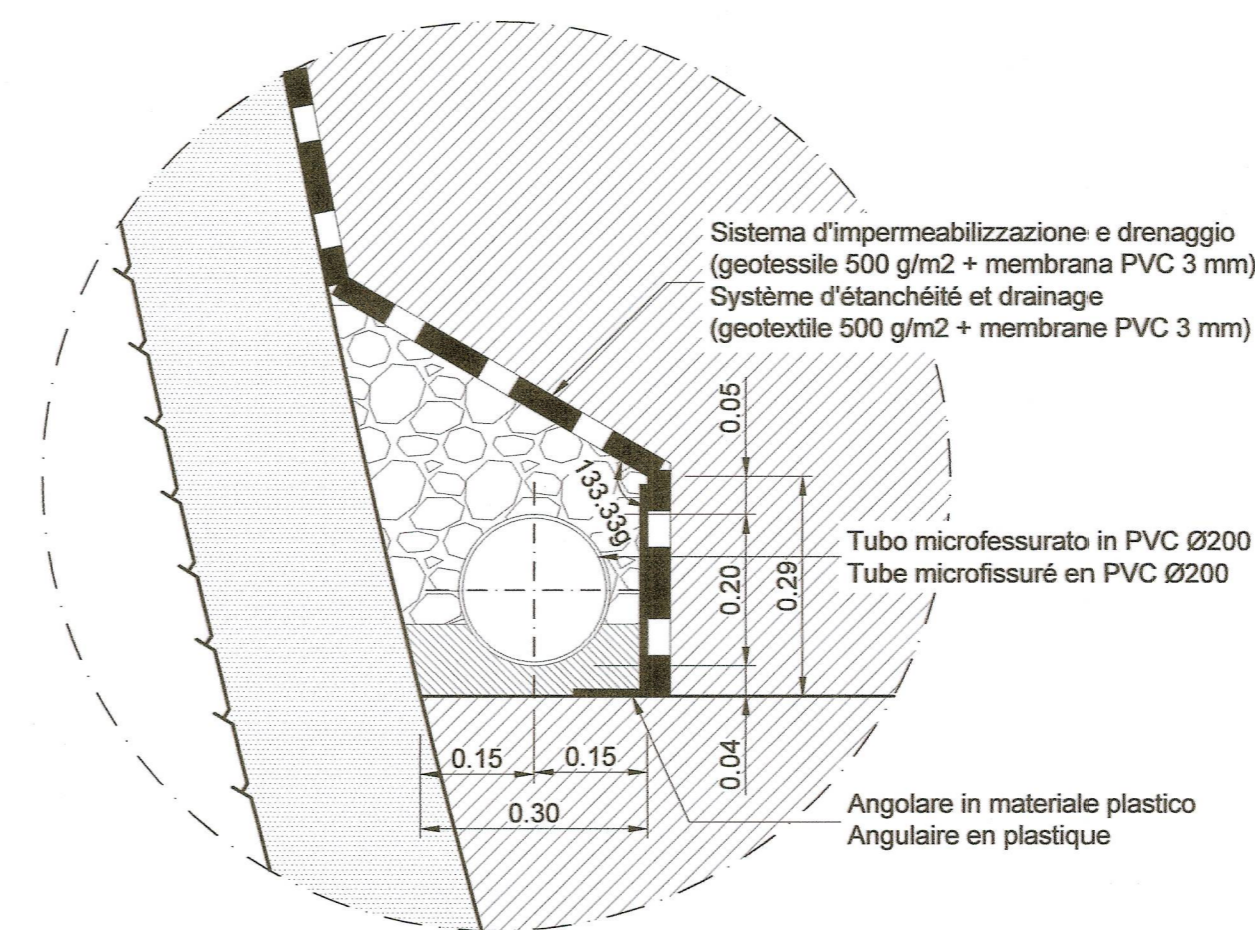 Sistema d'impermeabilizzazione e drenaggio
(geotessile 500 g/m2 + membrana PVC 3 mm)
Système d'étanchéité et drainage
(geotextile 500 g/m2 + membrane PVC 3 mm)
0.05
133.33g
Tubo microfessurato in PVC Ø200
Tube microfissuré en PVC Ø200
0.20
0.29
0.15
0.15
0.04
0.30
Angolare in materiale plastico
Angulaire en plastique